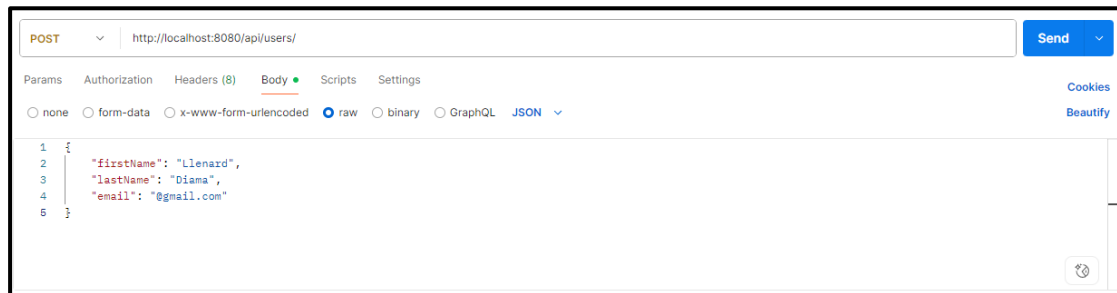 POST http://localhost:8080/api/users/ Send
Params Authorization Headers (8) Body Scripts Settings Cookies
none form-data x-www-form-urlencoded raw binary GraphQL JSON Beautify
1 {
2 "firstName": "Llenard",
3 "lastName": "Diama",
4 "email": "@gmail.com"
5 }